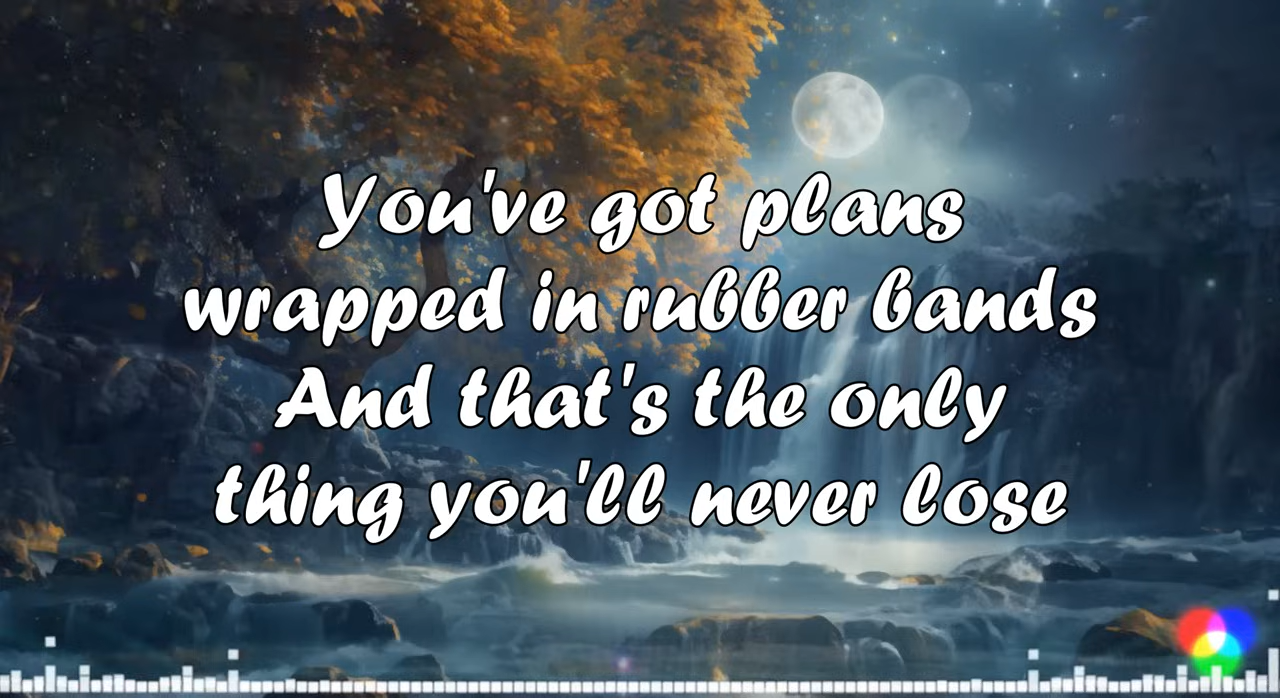 You've got plans
wrapped in rubber bands
And that's the only
thing you'll never lose